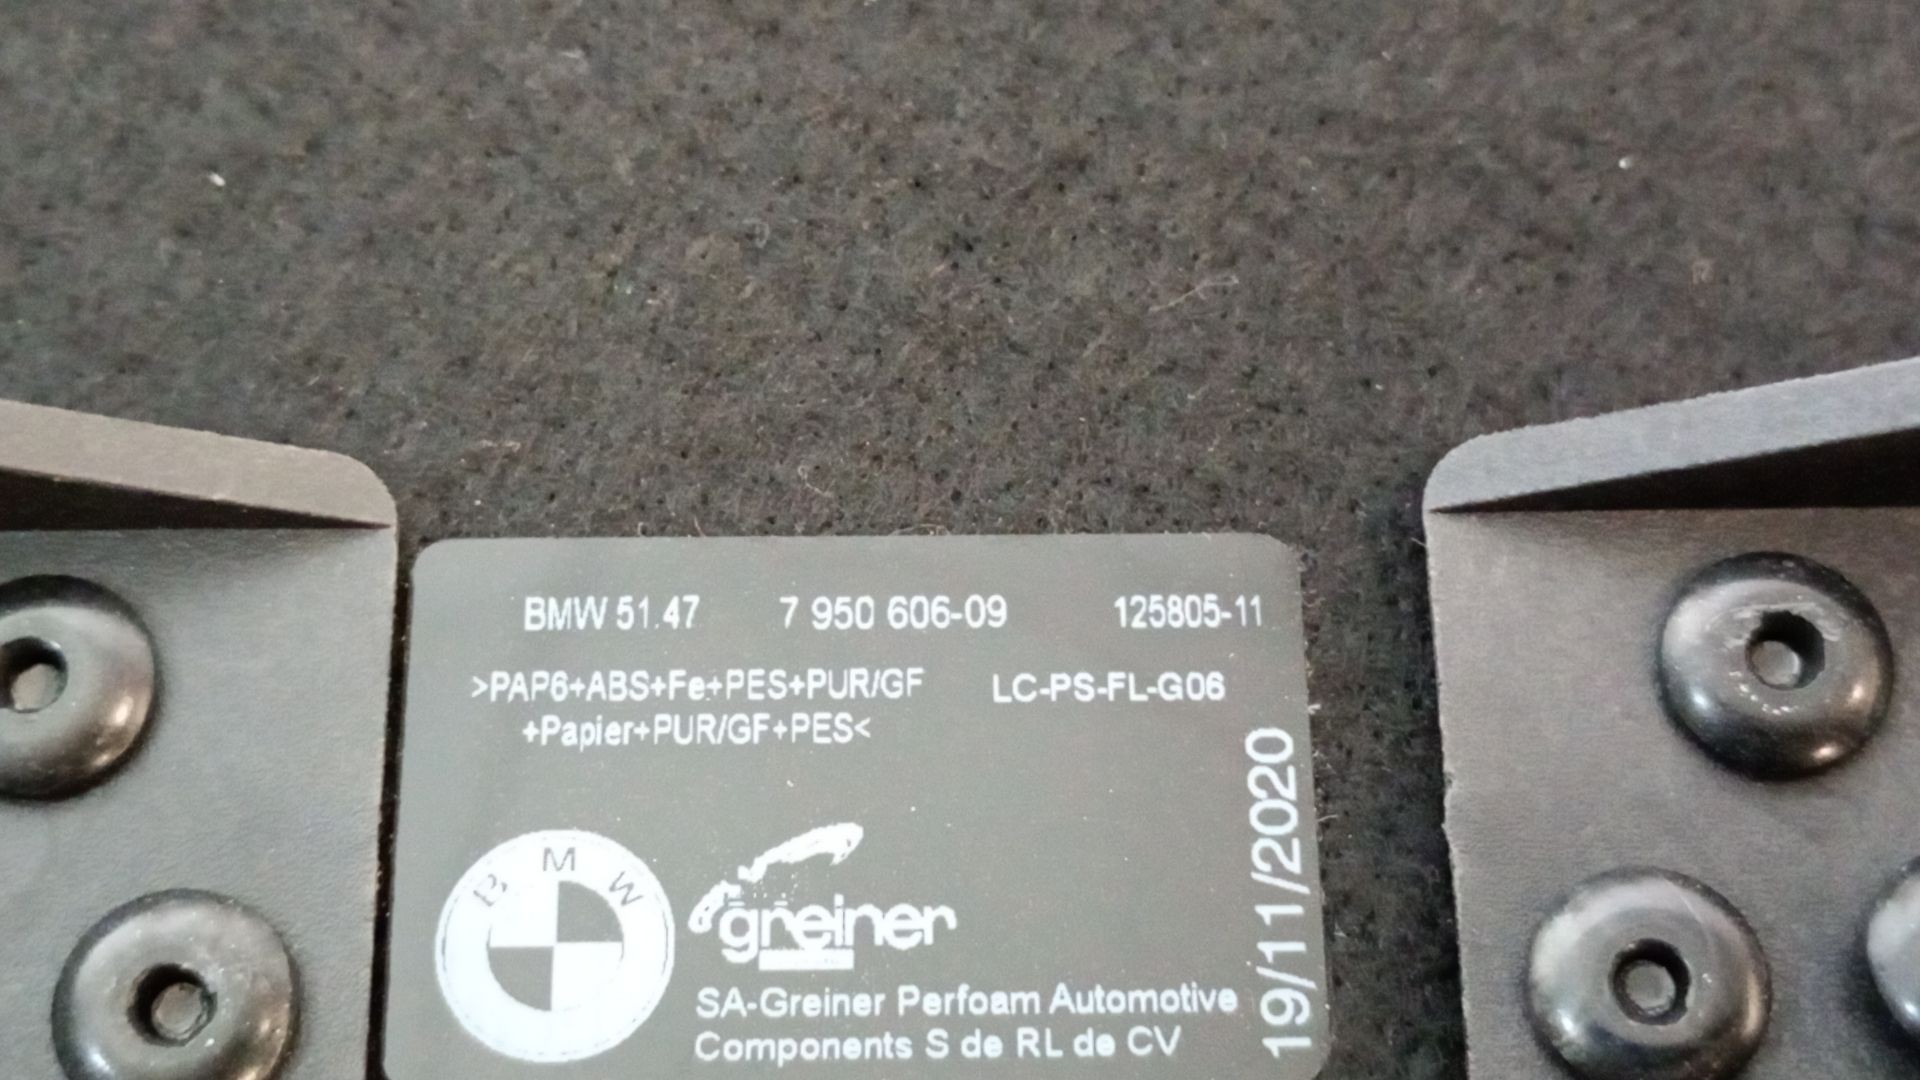 BMW 51.47 7 950 606-09 125805-11
>PAP6+ABS+Fe+PES+PUR/GF LC-PS-FL-G06
+Papier+PUR/GF+PES<
19/11/2020
BMW
greiner
SA-Greiner Perfoam Automotive
Components S de RL de CV